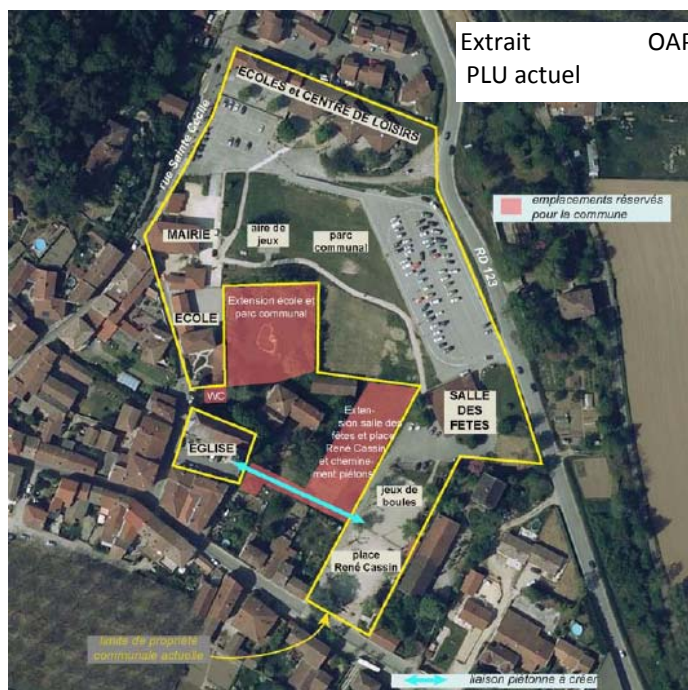 Extrait OAP
PLU actuel
ECOLES et CENTRE DE LOISIRS
rue Sainte Cécile
emplacements réservés
pour la commune
MAIRIE
aire de
jeux
parc
communal
RD 123
Extension école et
parc communal
ECOLE
WC
SALLE
DES
FETES
Exten-
sion salle des
fêtes et place
René Cassin
et chemine-
ment piétons
EGLISE
jeux de
boules
place
René Cassin
limite de propriété
communale actuelle
liaison piétonne à créer